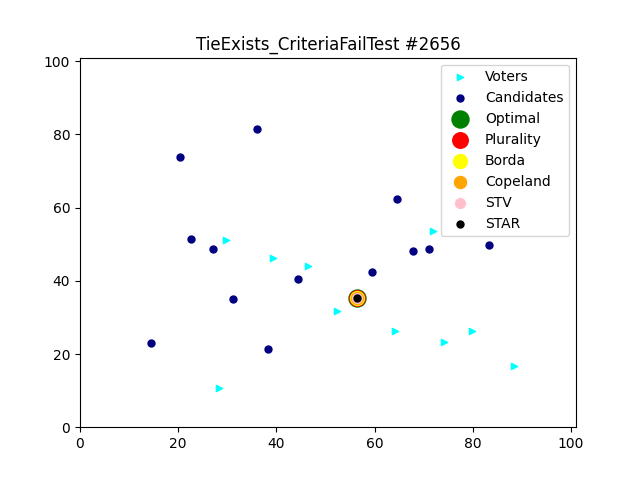 TieExists_CriteriaFailTest #2656
100
80
60
40
20
0
0 20 40 60 80 100
Voters
Candidates
Optimal
Plurality
Borda
Copeland
STV
STAR